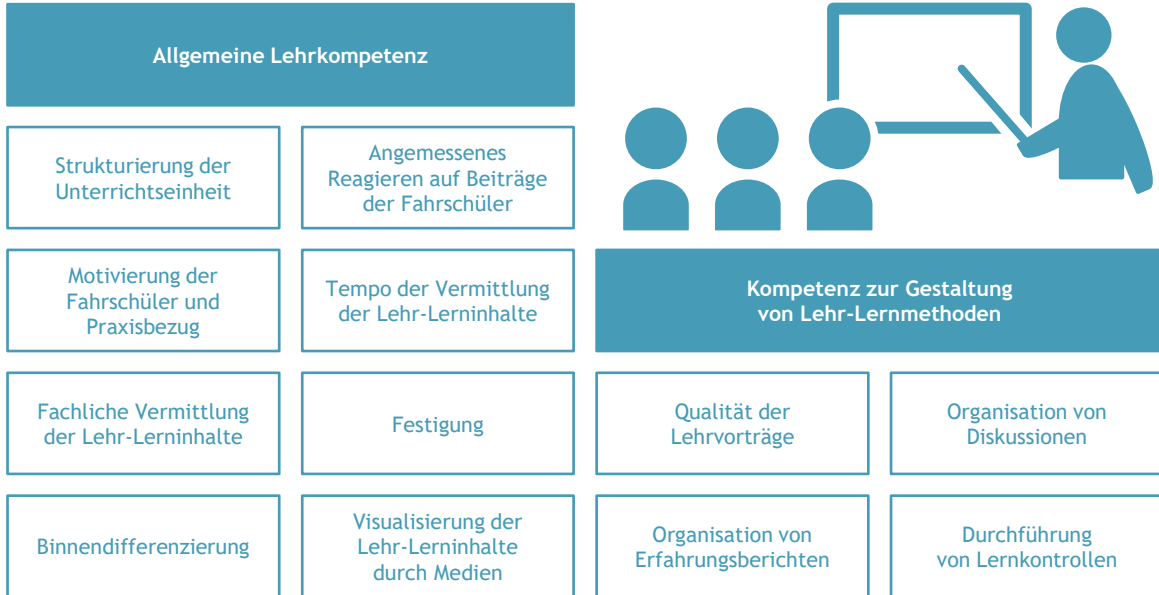 Allgemeine Lehrkompetenz
Strukturierung der
Unterrichtseinheit
Angemessenes
Reagieren auf Beiträge
der Fahrschüler
Motivierung der
Fahrschüler und
Praxisbezug
Tempo der Vermittlung
der Lehr-Lerninhalte
Fachliche Vermittlung
der Lehr-Lerninhalte
Festigung
Binnendifferenzierung
Visualisierung der
Lehr-Lerninhalte
durch Medien
Kompetenz zur Gestaltung
von Lehr-Lernmethoden
Qualität der
Lehrvorträge
Organisation von
Diskussionen
Organisation von
Erfahrungsberichten
Durchführung
von Lernkontrollen